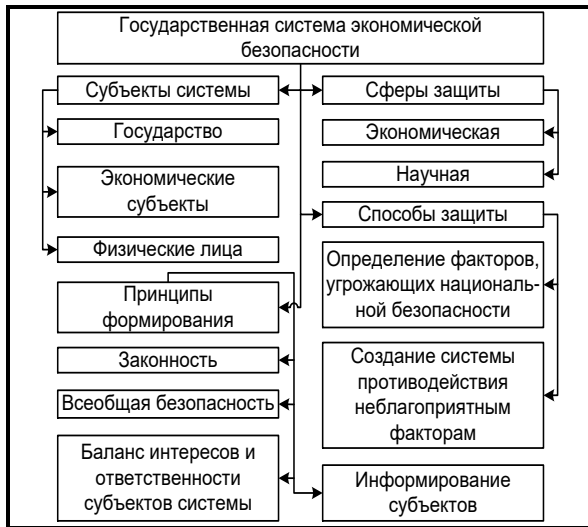 Государственная система экономической
безопасности
Субъекты системы
Сферы защиты
Государство
Экономическая
Экономические
субъекты
Научная
Способы защиты
Физические лица
Определение факторов,
угрожающих националь-
ной безопасности
Принципы
формирования
Законность
Создание системы
противодействия
неблагоприятным
факторам
Всеобщая безопасность
Баланс интересов и
ответственности
субъектов системы
Информирование
субъектов